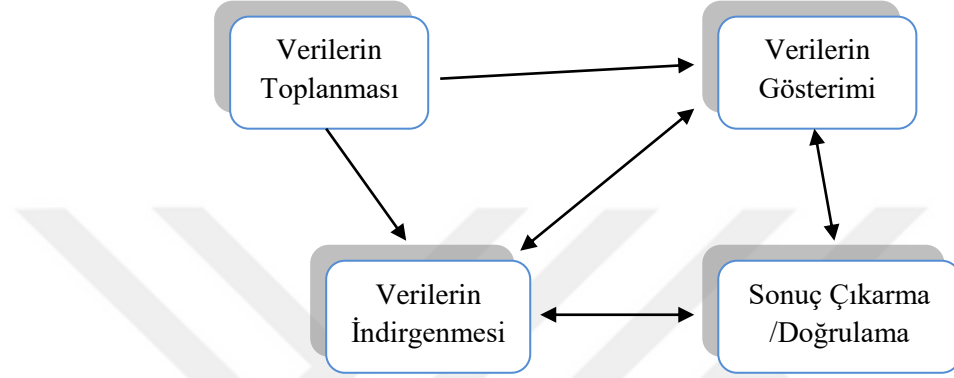 Verilerin
Toplanması
Verilerin
Gösterimi
Verilerin
İndirgenmesi
Sonuç Çıkarma
/Doğrulama